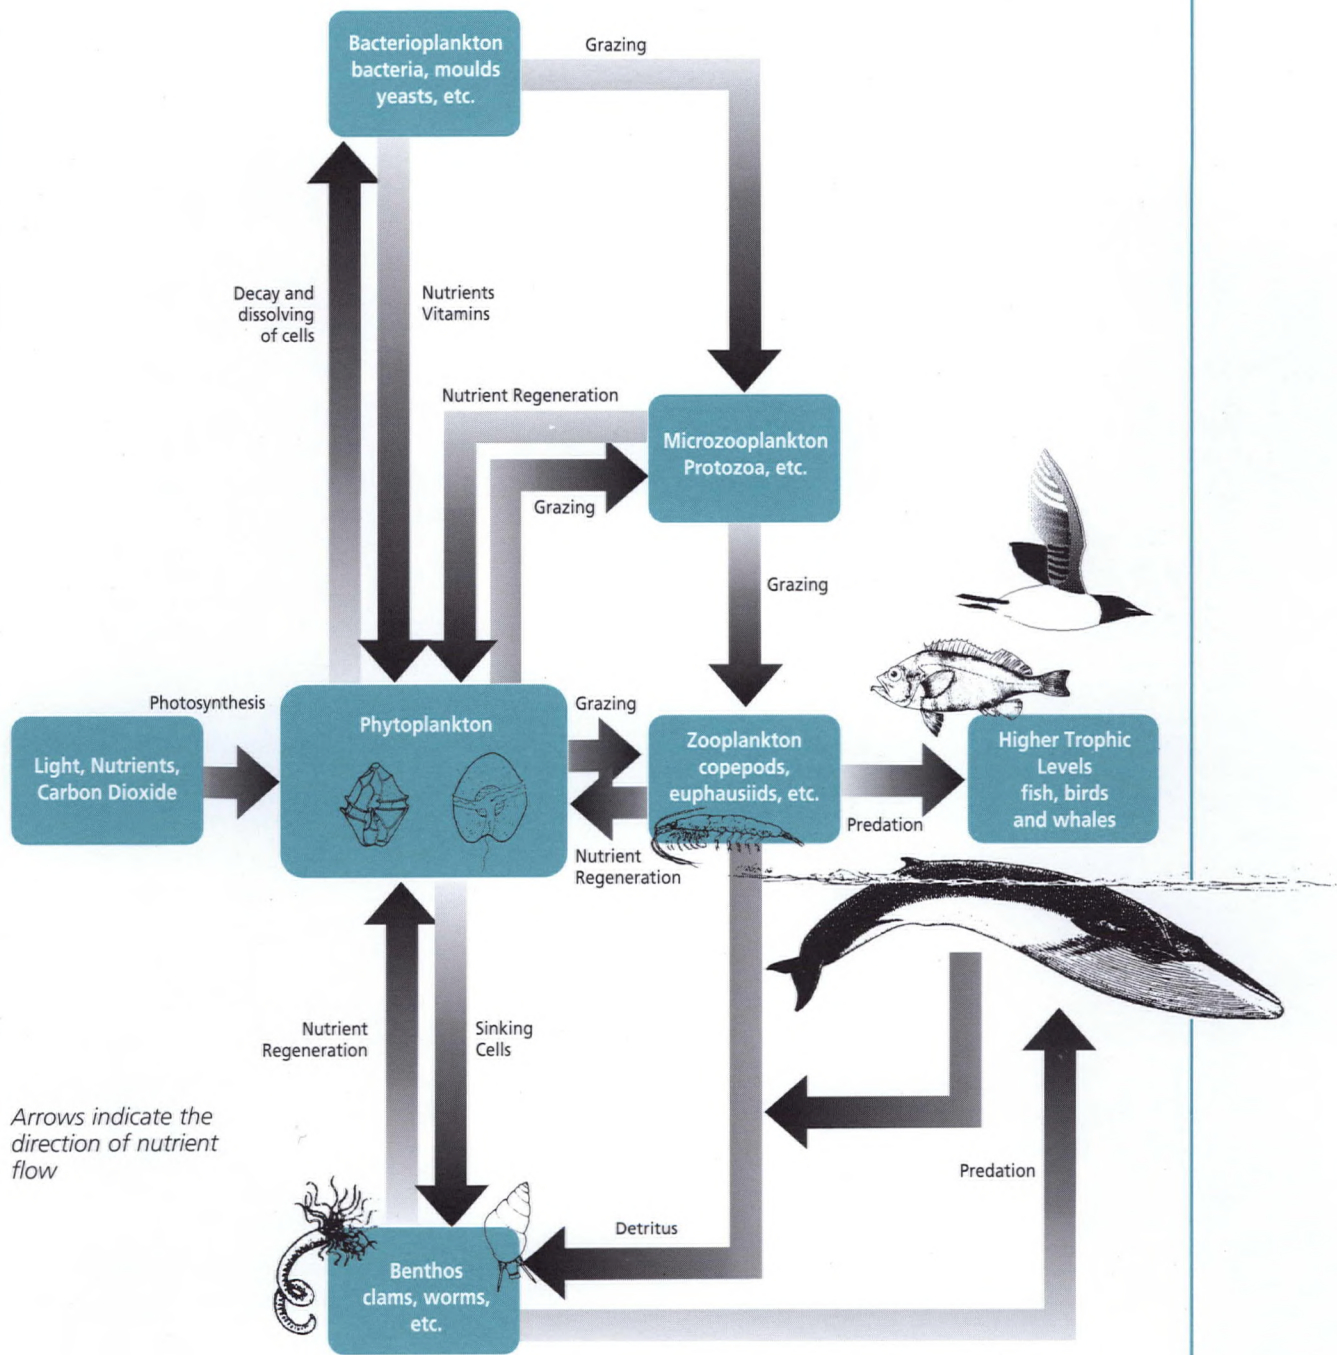 Bacterioplankton
bacteria, moulds
yeasts, etc.
Grazing
Decay and
dissolving
of cells
Nutrients
Vitamins
Nutrient Regeneration
Microzooplankton
Protozoa, etc.
Grazing
Grazing
Photosynthesis
Light, Nutrients,
Carbon Dioxide
Phytoplankton
Grazing
Nutrient
Regeneration
Zooplankton
copepods,
euphausiids, etc.
Predation
Higher Trophic
Levels
fish, birds
and whales
Nutrient
Regeneration
Sinking
Cells
Arrows indicate the
direction of nutrient
flow
Predation
Detritus
Benthos
clams, worms,
etc.